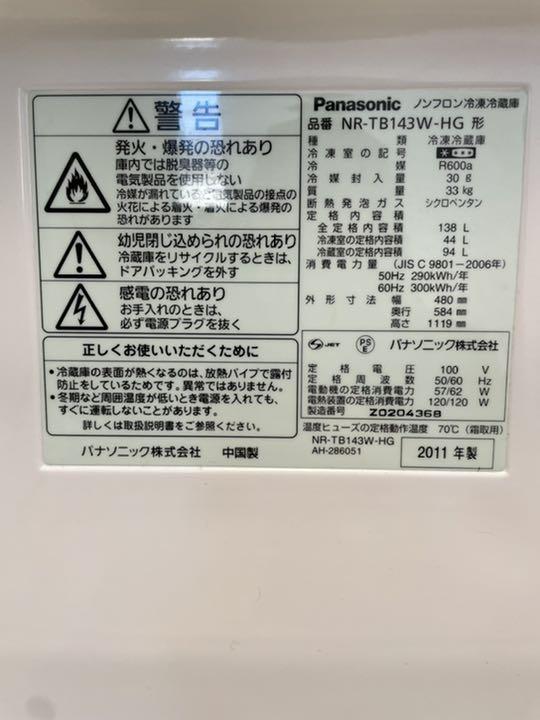 警告
発火・爆発の恐れあり
庫内では脱臭器等の
電気製品を使用しない
冷媒が漏れていると電気製品の接点の
火花による着火・着火による爆発の
恐れがあります
幼児閉じ込められの恐れあり
冷蔵庫をリサイクルするときは、
ドアパッキングを外す
感電の恐れあり
お手入れのときは、
必ず電源プラグを抜く
正しくお使いいただくために
●冷蔵庫の表面が熱くなるのは、放熱パイプで露付
防止をしているためです。異常ではありません。
●冬期など周囲温度が低いとき電源を入れても、
すぐに運転しないことがあります。
詳しくは取扱説明書をご参照ください。
パナソニック株式会社 中国製
Panasonic ノンフロン冷凍冷蔵庫
品番 NR-TB143W-HG 形
種類 冷凍冷蔵庫
冷凍室の記号
冷媒 R600a
冷媒封入量 30 g
質量 33 kg
断熱発泡ガス シクロペンタン
定格内容積
全定格内容積 138 L
冷凍室の定格内容積 44 L
冷蔵室の定格内容積 94 L
消費電力量 (JIS C 9801-2006年)
50Hz 290kWh/年
60Hz 300kWh/年
外形寸法 幅 480 mm
奥行 584 mm
高さ 1119 mm
S JET PS E パナソニック株式会社
定格電圧 100 V
定格周波数 50/60 Hz
電動機の定格消費電力 57/62 W
電熱装置の定格消費電力 120/120 W
製造番号 Z0204368
温度ヒューズの定格動作温度 70℃ (霜取用)
NR-TB143W-HG
AH-286051
2011 年製